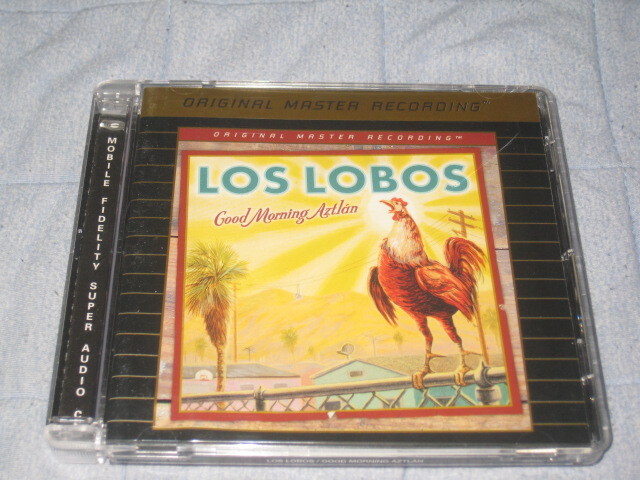 ORIGINAL MASTER RECORDING
ORIGINAL MASTER RECORDING™
LOS LOBOS
Good Morning Aztlán
MOBILE FIDELITY SUPER AUDIO C
LOS LOBOS / GOOD MORNING AZTLÁN